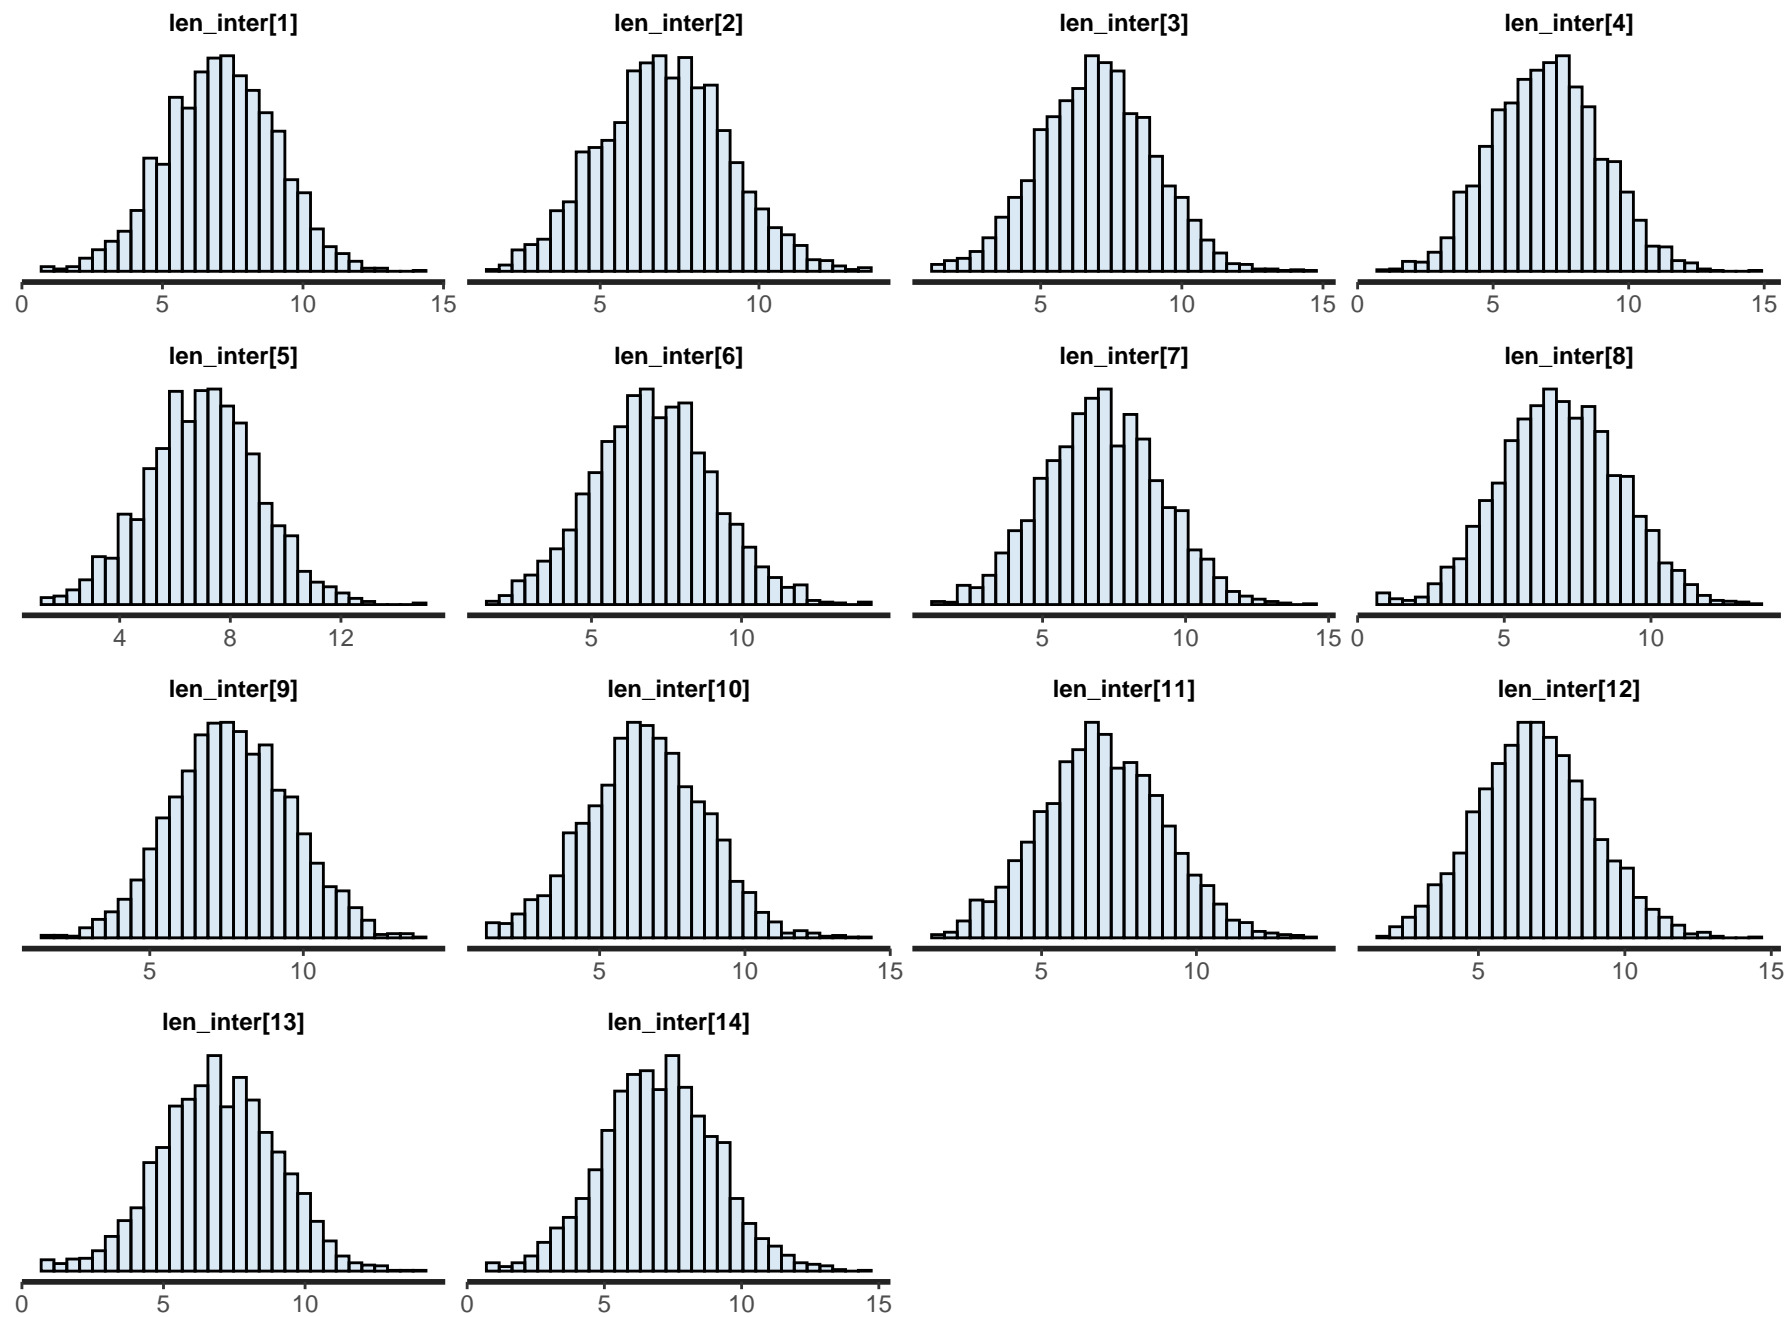 len_inter[1] len_inter[2] len_inter[3] len_inter[4]
0 5 10 15 5 10 5 10 15 0 5 10 15
len_inter[5] len_inter[6] len_inter[7] len_inter[8]
4 8 12 5 10 5 10 15 0 5 10
len_inter[9] len_inter[10] len_inter[11] len_inter[12]
5 10 5 10 15 5 10 5 10 15
len_inter[13] len_inter[14]
0 5 10 0 5 10 15